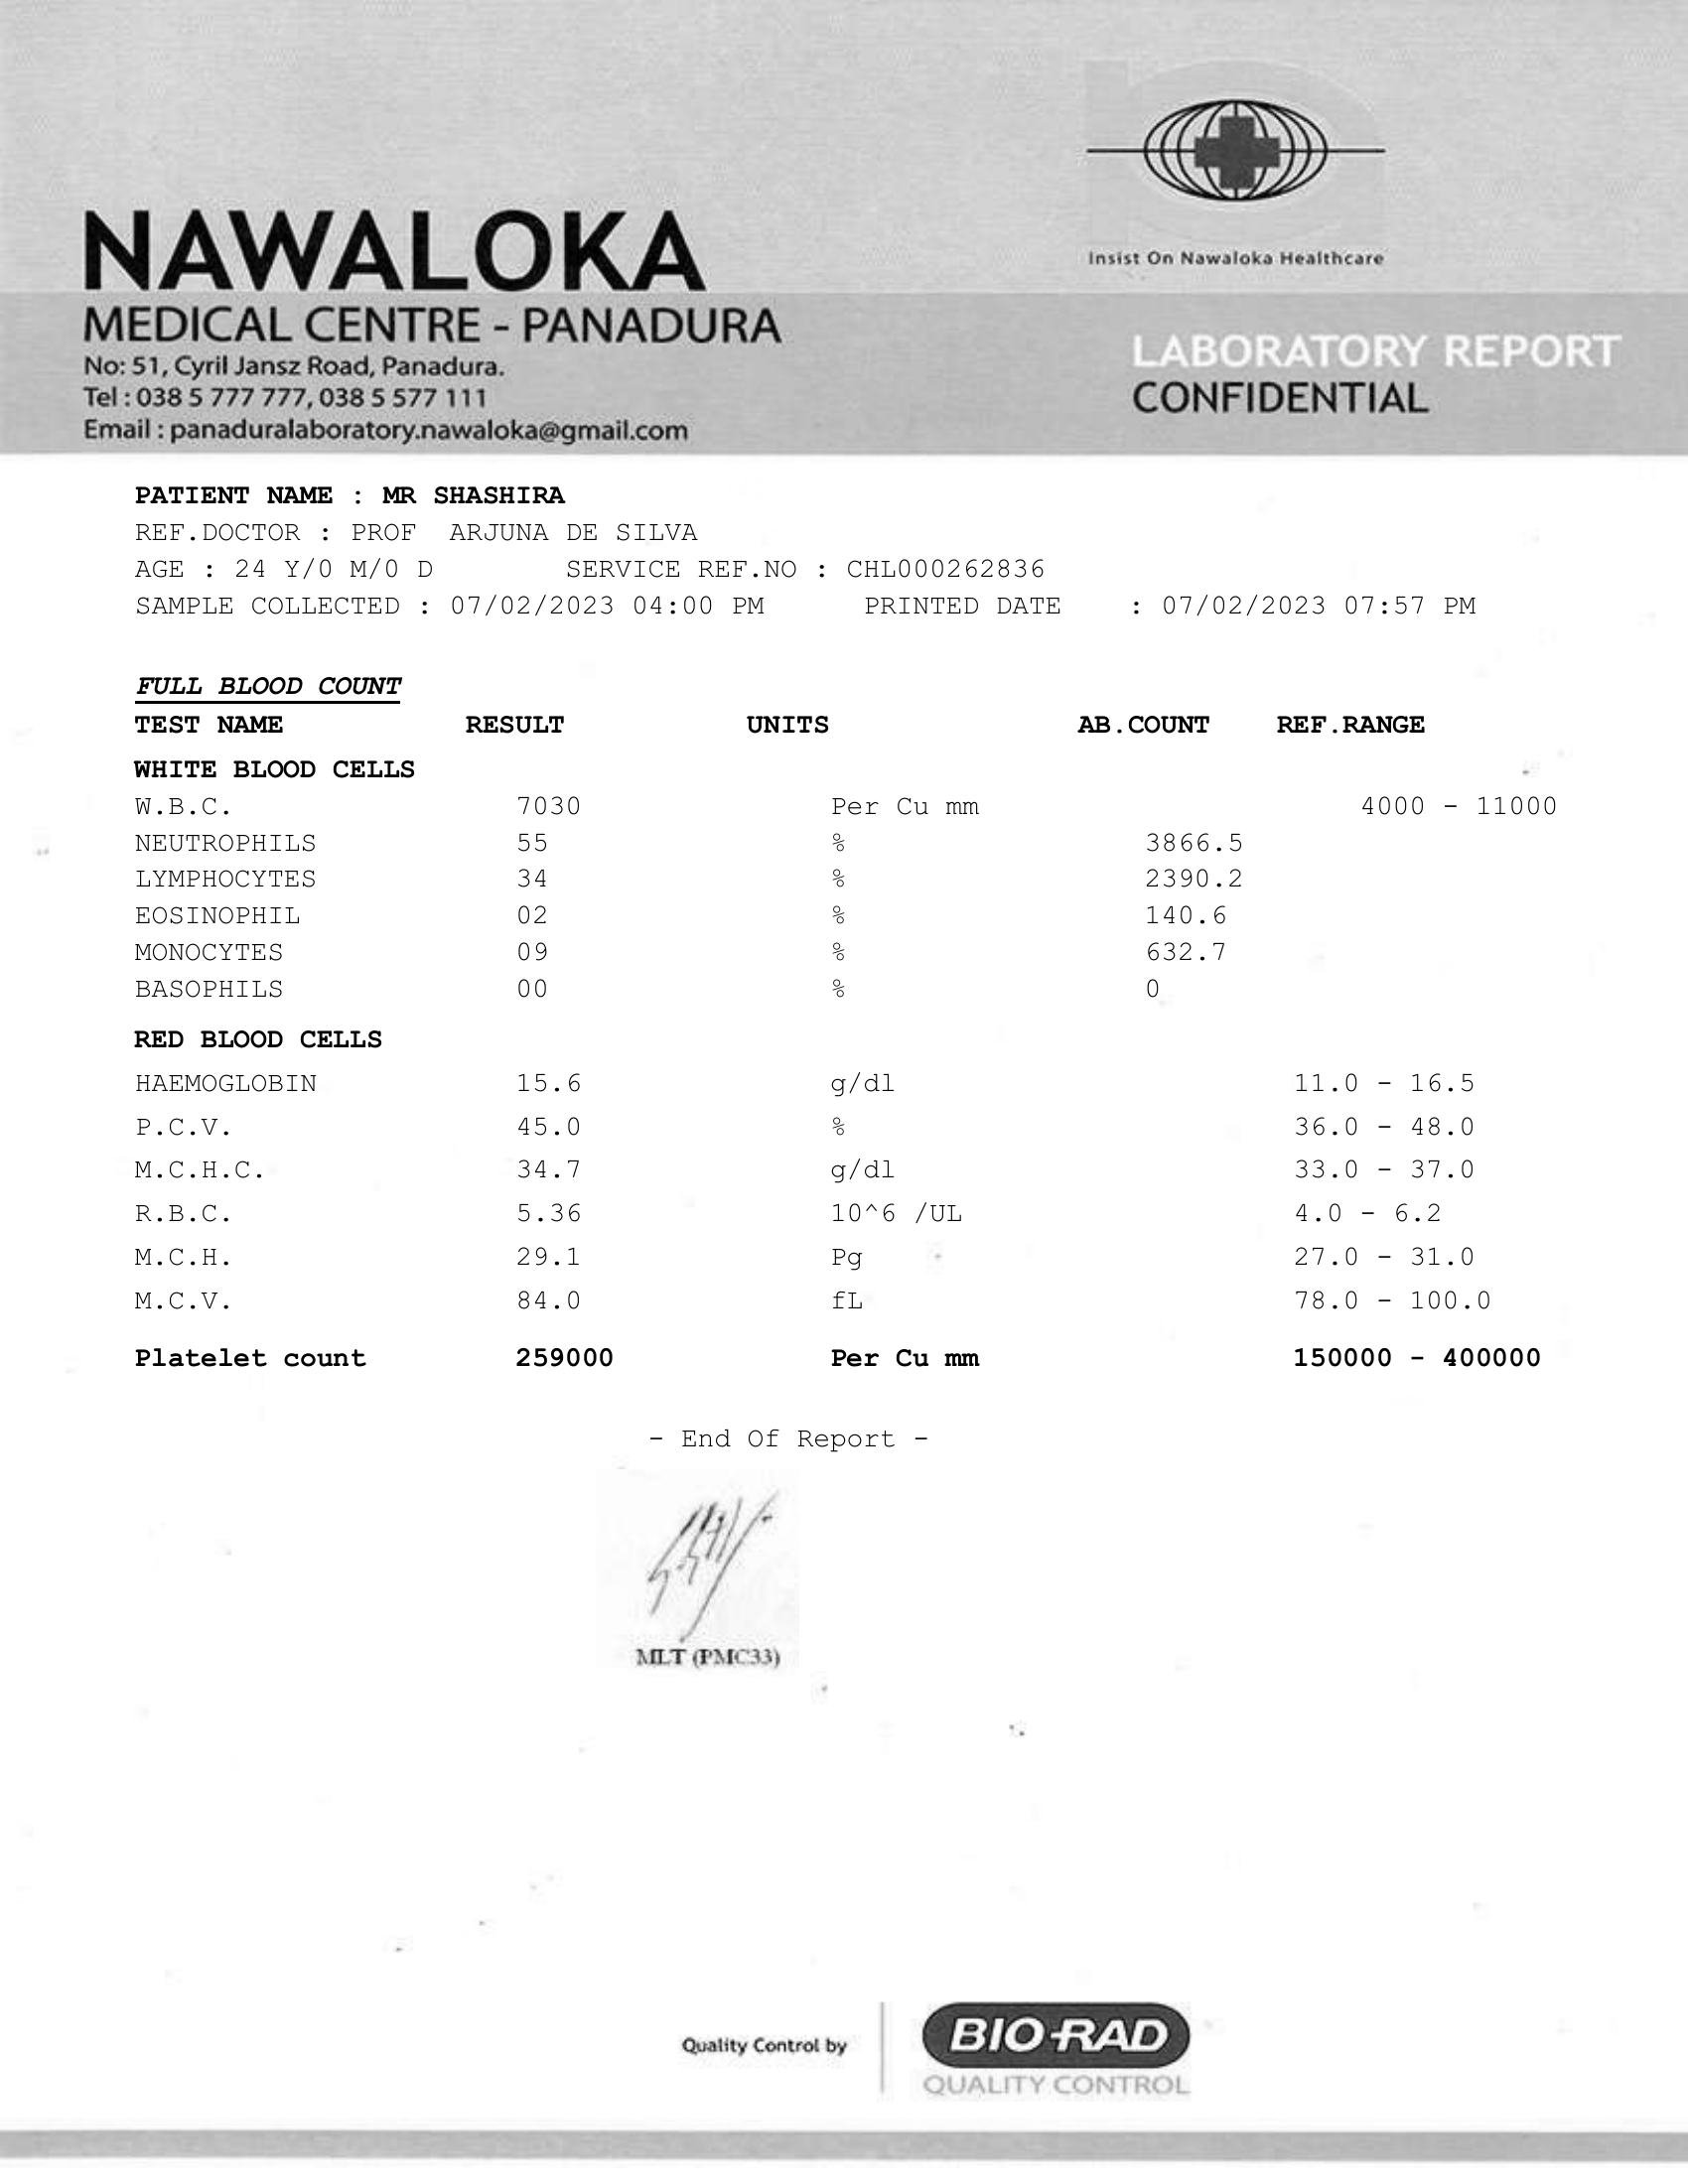 Insist On Nawaloka Healthcare
NAWALOKA
MEDICAL CENTRE - PANADURA
No: 51, Cyril Jansz Road, Panadura.
Tel : 038 5 777 777, 038 5 577 111
Email : panaduralaboratory.nawaloka@gmail.com
LABORATORY REPORT
CONFIDENTIAL
PATIENT NAME : MR SHASHIRA
REF.DOCTOR : PROF ARJUNA DE SILVA
AGE : 24 Y/0 M/0 D SERVICE REF.NO : CHL000262836
SAMPLE COLLECTED : 07/02/2023 04:00 PM PRINTED DATE : 07/02/2023 07:57 PM
FULL BLOOD COUNT
TEST NAME RESULT UNITS AB.COUNT REF.RANGE
WHITE BLOOD CELLS
W.B.C. 7030 Per Cu mm 4000 - 11000
NEUTROPHILS 55 % 3866.5
LYMPHOCYTES 34 % 2390.2
EOSINOPHIL 02 % 140.6
MONOCYTES 09 % 632.7
BASOPHILS 00 % 0
RED BLOOD CELLS
HAEMOGLOBIN 15.6 g/dl 11.0 - 16.5
P.C.V. 45.0 % 36.0 - 48.0
M.C.H.C. 34.7 g/dl 33.0 - 37.0
R.B.C. 5.36 10^6 /UL 4.0 - 6.2
M.C.H. 29.1 Pg 27.0 - 31.0
M.C.V. 84.0 fL 78.0 - 100.0
Platelet count 259000 Per Cu mm 150000 - 400000
- End Of Report -
MLT (PMC33)
Quality Control by
BIO-RAD
QUALITY CONTROL